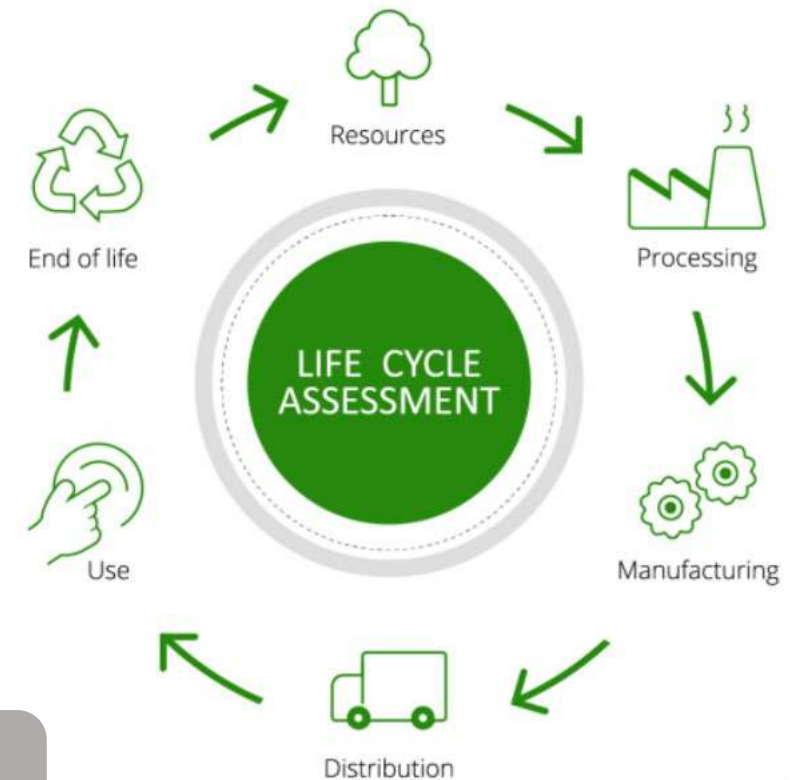 Resources
Processing
Manufacturing
Distribution
Use
End of life
LIFE CYCLE
ASSESSMENT